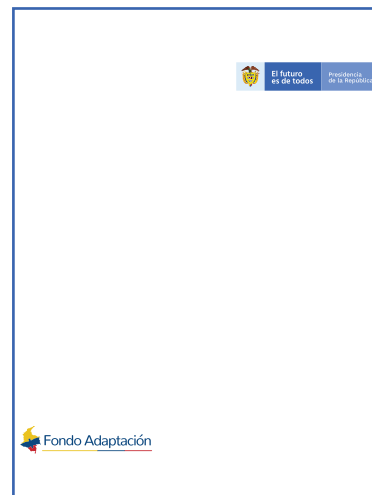 El futuro
es de todos
Presidencia
de la República
Fondo Adaptación